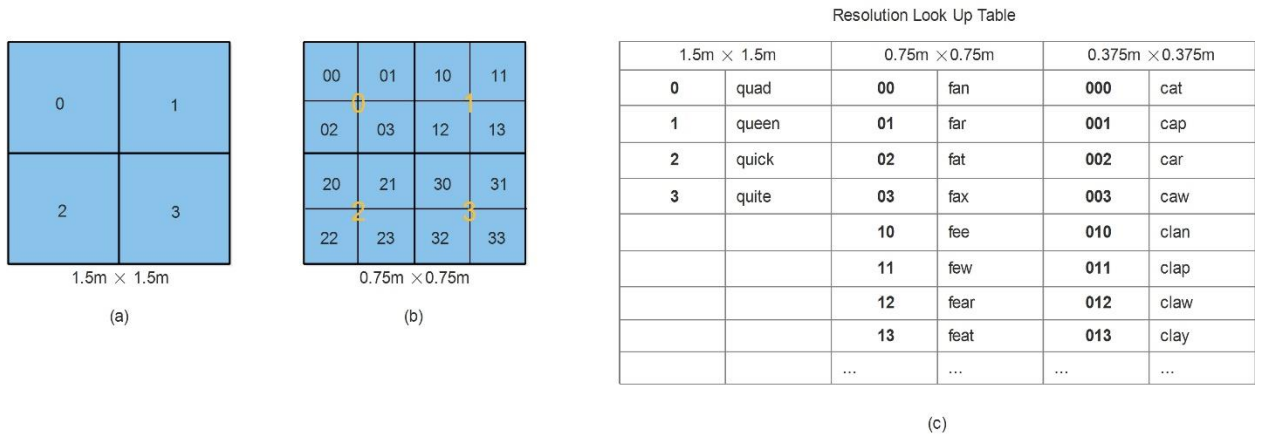 Resolution Look Up Table
0 1
2 3
1.5m × 1.5m
(a)
00 01 10 11
0 1
02 03 12 13
20 21 30 31
2 3
22 23 32 33
0.75m ×0.75m
(b)
1.5m × 1.5m 0.75m ×0.75m 0.375m ×0.375m
0 quad 00 fan 000 cat
1 queen 01 far 001 cap
2 quick 02 fat 002 car
3 quite 03 fax 003 caw
10 fee 010 clan
11 few 011 clap
12 fear 012 claw
13 feat 013 clay
... ... ... ...
(c)